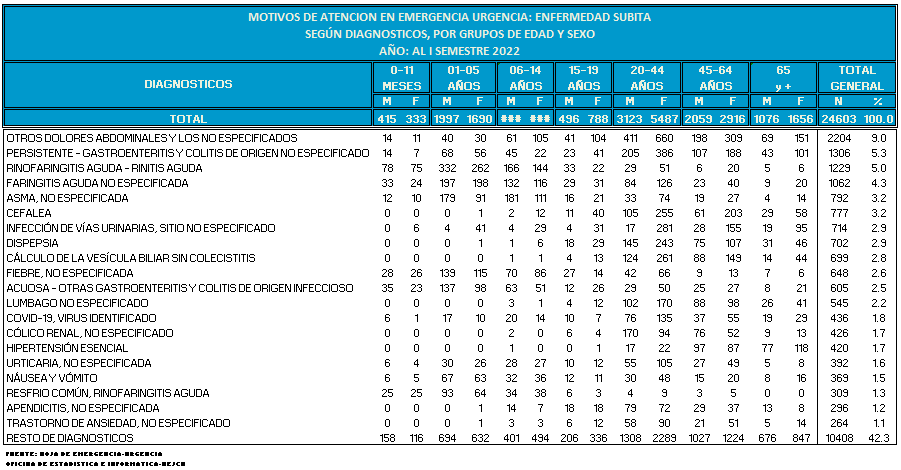 MOTIVOS DE ATENCION EN EMERGENCIA URGENCIA: ENFERMEDAD SUBITA
SEGÚN DIAGNOSTICOS, POR GRUPOS DE EDAD Y SEXO
AÑO: AL I SEMESTRE 2022
DIAGNOSTICOS 0-11 MESES 01-05 AÑOS 06-14 AÑOS 15-19 AÑOS 20-44 AÑOS 45-64 AÑOS 65 y + TOTAL GENERAL
M F M F M F M F M F M F M F N %
TOTAL 415 333 1997 1690 ### ### 496 788 3123 5487 2059 2916 1076 1656 24603 100.0
OTROS DOLORES ABDOMINALES Y LOS NO ESPECIFICADOS 14 11 40 30 61 105 41 104 411 660 198 309 69 151 2204 9.0
PERSISTENTE - GASTROENTERITIS Y COLITIS DE ORIGEN NO ESPECIFICADO 14 7 68 56 45 22 23 41 205 386 107 188 43 101 1306 5.3
RINOFARINGITIS AGUDA - RINITIS AGUDA 78 75 332 262 166 144 33 22 29 51 6 20 5 6 1229 5.0
FARINGITIS AGUDA NO ESPECIFICADA 33 24 197 198 132 116 29 31 84 126 23 40 9 20 1062 4.3
ASMA, NO ESPECIFICADA 12 10 179 91 181 111 16 21 33 74 19 27 4 14 792 3.2
CEFALEA 0 0 0 1 2 12 11 40 105 255 61 203 29 58 777 3.2
INFECCIÓN DE VÍAS URINARIAS, SITIO NO ESPECIFICADO 0 6 4 41 4 29 4 31 17 281 28 155 19 95 714 2.9
DISPEPSIA 0 0 0 1 1 6 18 29 145 243 75 107 31 46 702 2.9
CÁLCULO DE LA VESÍCULA BILIAR SIN COLECISTITIS 0 0 0 0 1 1 4 13 124 261 88 149 14 44 699 2.8
FIEBRE, NO ESPECIFICADA 28 26 139 115 70 86 27 14 42 66 9 13 7 6 648 2.6
ACUOSA - OTRAS GASTROENTERITIS Y COLITIS DE ORIGEN INFECCIOSO 35 23 137 98 63 51 12 26 29 50 25 27 8 21 605 2.5
LUMBAGO NO ESPECIFICADO 0 0 0 0 3 1 4 12 102 170 88 98 26 41 545 2.2
COVID-19, VIRUS IDENTIFICADO 6 1 17 10 20 14 10 7 76 135 37 55 19 29 436 1.8
CÓLICO RENAL, NO ESPECIFICADO 0 0 0 0 2 0 6 4 170 94 76 52 9 13 426 1.7
HIPERTENSIÓN ESENCIAL 0 0 0 0 1 0 0 1 17 22 97 87 77 118 420 1.7
URTICARIA, NO ESPECIFICADA 6 4 30 26 28 27 10 12 55 105 27 49 5 8 392 1.6
NÁUSEA Y VÓMITO 6 5 67 63 32 36 12 11 30 48 15 20 8 16 369 1.5
RESFRIO COMÚN, RINOFARINGITIS AGUDA 25 25 93 64 34 38 6 2 4 9 3 5 0 0 309 1.3
APENDICITIS, NO ESPECIFICADA 0 0 0 1 14 7 18 18 79 72 29 37 13 8 296 1.2
TRASTORNO DE ANSIEDAD, NO ESPECIFICADO 0 0 0 1 3 3 6 12 58 90 21 51 5 14 264 1.1
RESTO DE DIAGNOSTICOS 158 116 694 632 401 494 206 336 1308 2289 1027 1224 676 847 10408 42.3
FUENTE: HOJA DE EMERGENCIA-URGENCIA
OFICINA DE ESTADISTICA E INFORMATICA-HEJCU